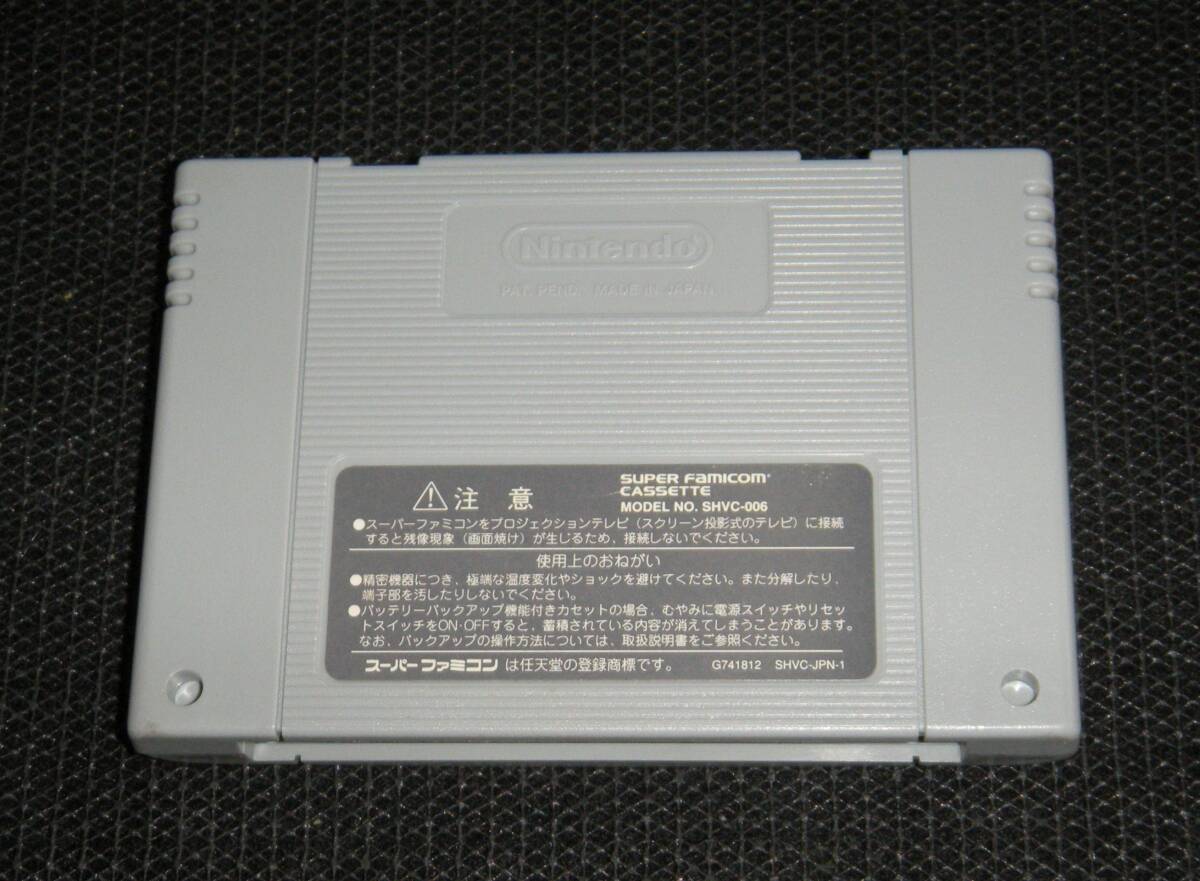 Nintendo
PAT. PEND. MADE IN JAPAN
⚠注意
SUPER FAMICOM
CASSETTE
MODEL NO. SHVC-006
●スーパーファミコンをプロジェクションテレビ（スクリーン投影式のテレビ）に接続
すると残像現象（画面焼け）が生じるため、接続しないでください。
使用上のおねがい
●精密機器につき、極端な温度変化やショックを避けてください。また分解したり、
端子部を汚したりしないでください。
●バッテリーバックアップ機能付きカセットの場合、むやみに電源スイッチやリセッ
トスイッチをON・OFFすると、蓄積されている内容が消えてしまうことがあります。
なお、バックアップの操作方法については、取扱説明書をご参照ください。
スーパーファミコンは任天堂の登録商標です。 G741812 SHVC-JPN-1